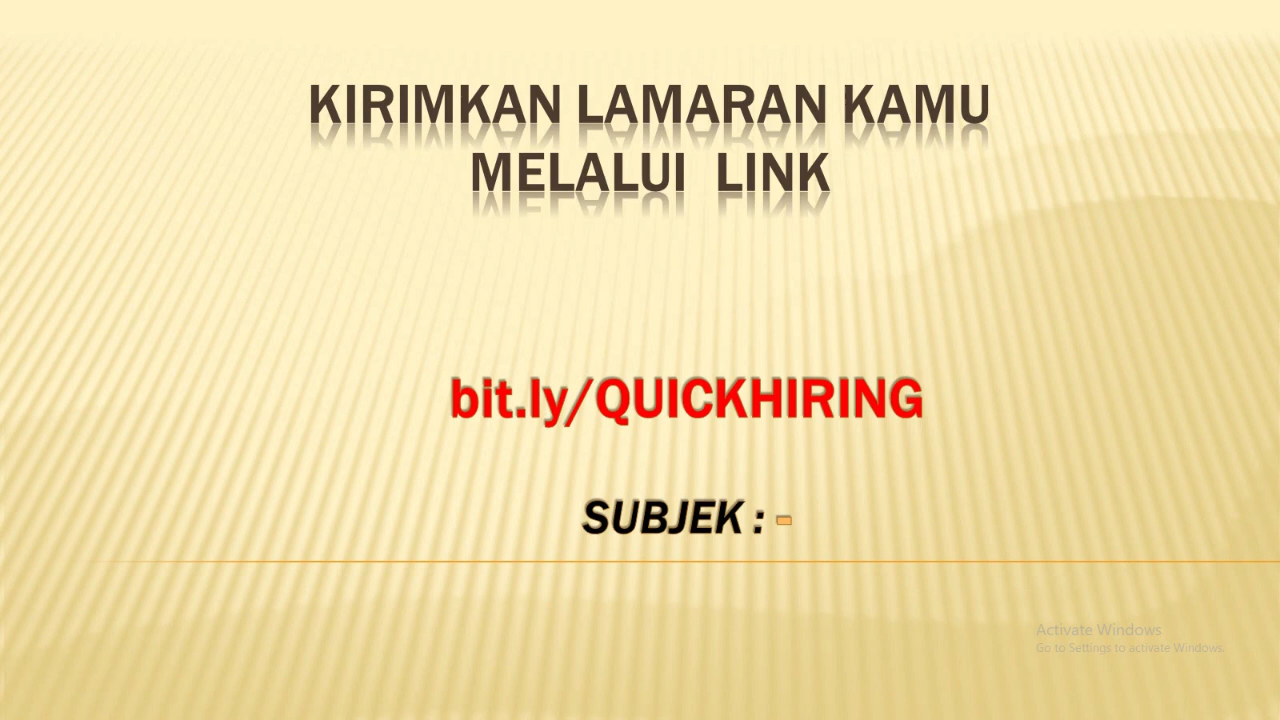 KIRIMKAN LAMARAN KAMU
MELALUI LINK
bit.ly/QUICKHIRING
SUBJEK : -
Activate Windows
Go to Settings to activate Windows.